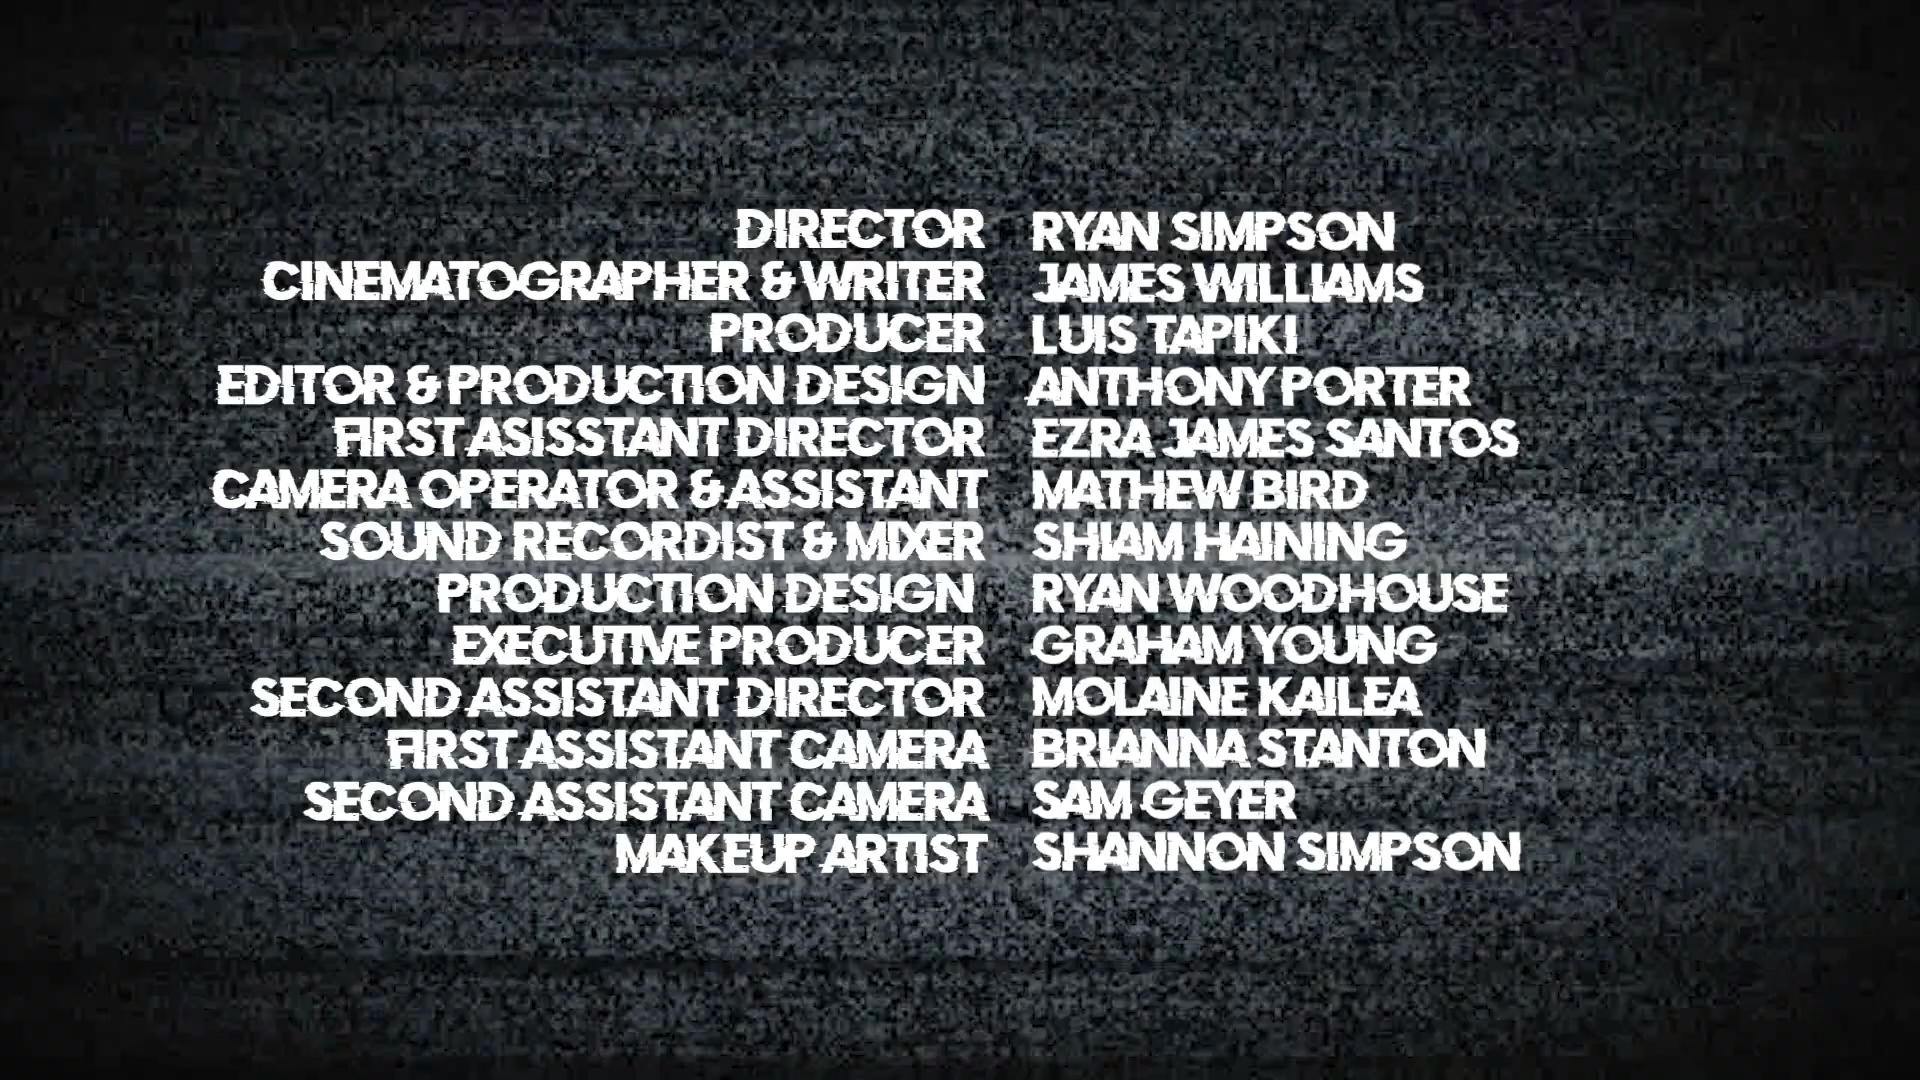 DIRECTOR RYAN SIMPSON
CINEMATOGRAPHER & WRITER JAMES WILLIAMS
PRODUCER LUIS TAPIKI
EDITOR & PRODUCTION DESIGN ANTHONY PORTER
FIRST ASISSTANT DIRECTOR EZRA JAMES SANTOS
CAMERA OPERATOR & ASSISTANT MATHEW BIRD
SOUND RECORDIST & MIXER SHIAM HAINING
PRODUCTION DESIGN RYAN WOODHOUSE
EXECUTIVE PRODUCER GRAHAM YOUNG
SECOND ASSISTANT DIRECTOR MOLAINE KAILEA
FIRST ASSISTANT CAMERA BRIANNA STANTON
SECOND ASSISTANT CAMERA SAM GEYER
MAKEUP ARTIST SHANNON SIMPSON